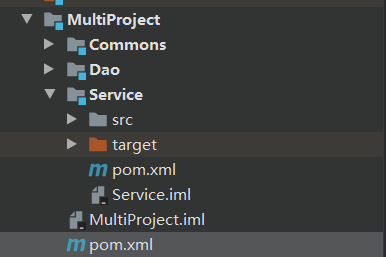 MultiProject
Commons
Dao
Service
src
target
pom.xml
Service.iml
MultiProject.iml
pom.xml